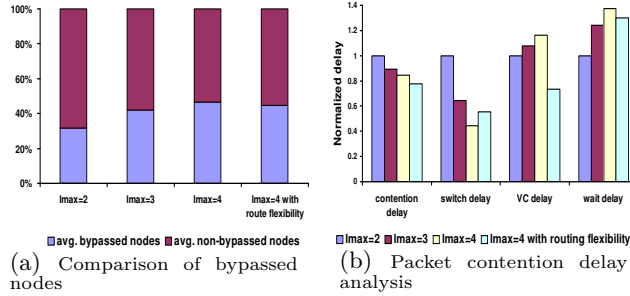 100%
80%
60%
40%
20%
0%
lmax=2
lmax=3
lmax=4
lmax=4 with
route flexibility
avg. bypassed nodes
avg. non-bypassed nodes
(a) Comparison of bypassed
nodes
Normalized delay
1.4
1.2
1
0.8
0.6
0.4
0.2
0
contention
delay
switch delay
VC delay
wait delay
lmax=2
lmax=3
lmax=4
lmax=4 with routing flexibility
(b) Packet contention delay
analysis